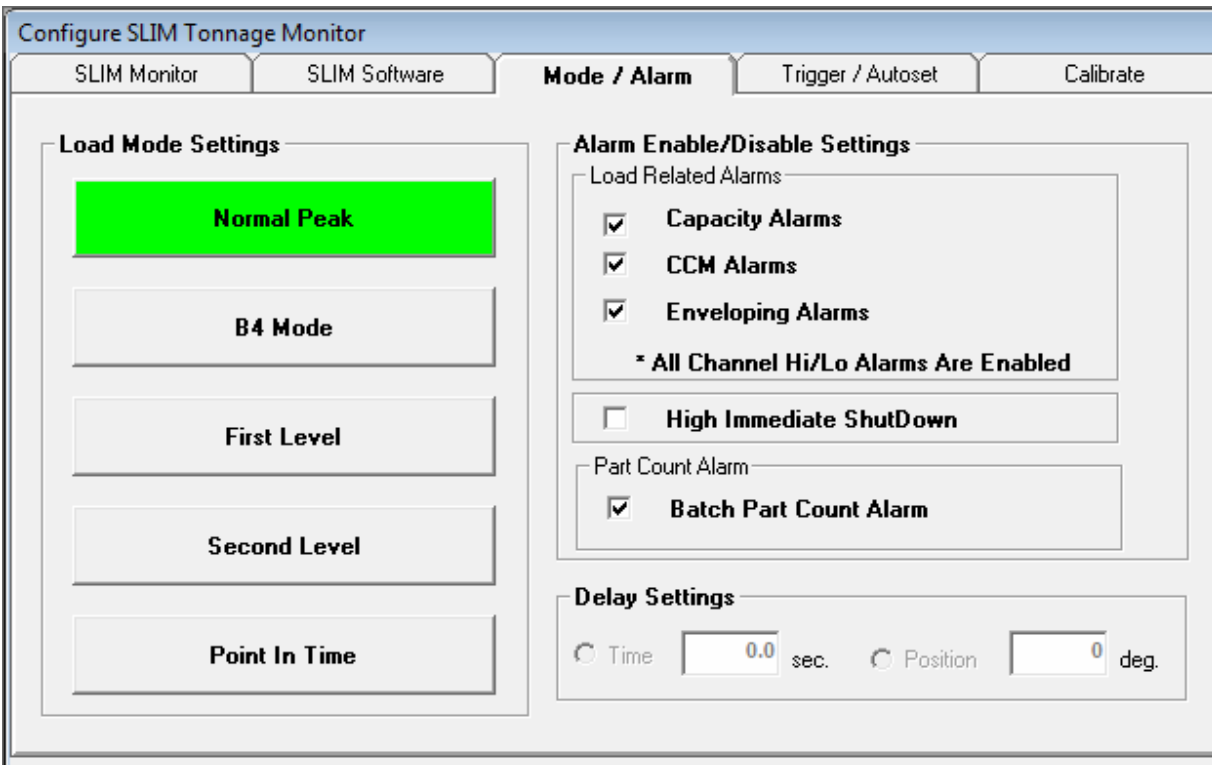 Configure SLIM Tonnage Monitor
SLIM Monitor
SLIM Software
Mode / Alarm
Trigger / Autoset
Calibrate
Load Mode Settings
Normal Peak
B4 Mode
First Level
Second Level
Point In Time
Alarm Enable/Disable Settings
Load Related Alarms
Capacity Alarms
CCM Alarms
Enveloping Alarms
* All Channel Hi/Lo Alarms Are Enabled
High Immediate ShutDown
Part Count Alarm
Batch Part Count Alarm
Delay Settings
Time 0.0 sec. Position 0 deg.